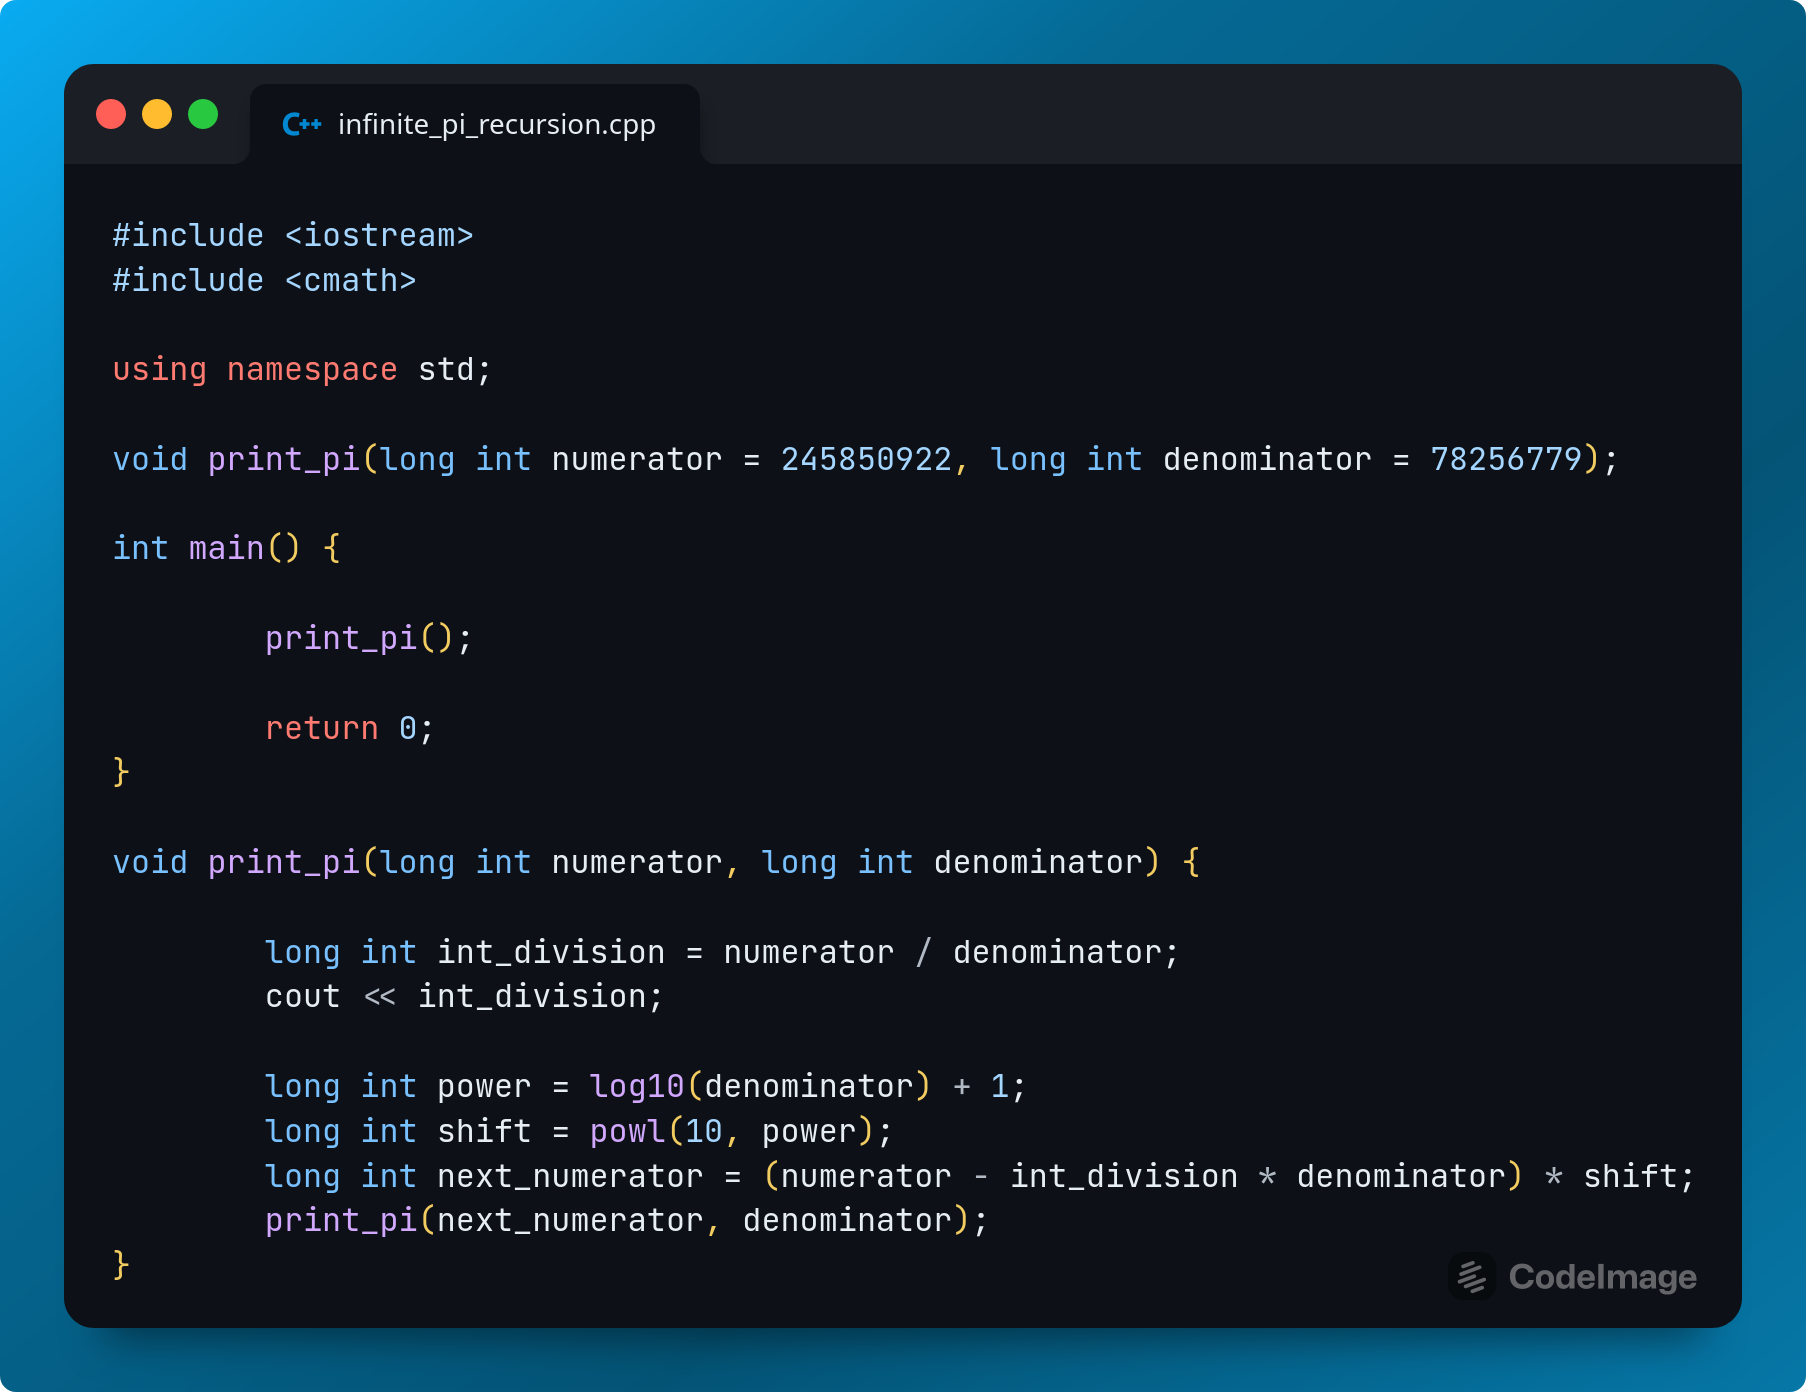 C++ infinite_pi_recursion.cpp
#include <iostream>
#include <cmath>
using namespace std;
void print_pi(long int numerator = 245850922, long int denominator = 78256779);
int main() {
print_pi();
return 0;
}
void print_pi(long int numerator, long int denominator) {
long int int_division = numerator / denominator;
cout << int_division;
long int power = log10(denominator) + 1;
long int shift = powl(10, power);
long int next_numerator = (numerator - int_division * denominator) * shift;
print_pi(next_numerator, denominator);
}
CodeImage